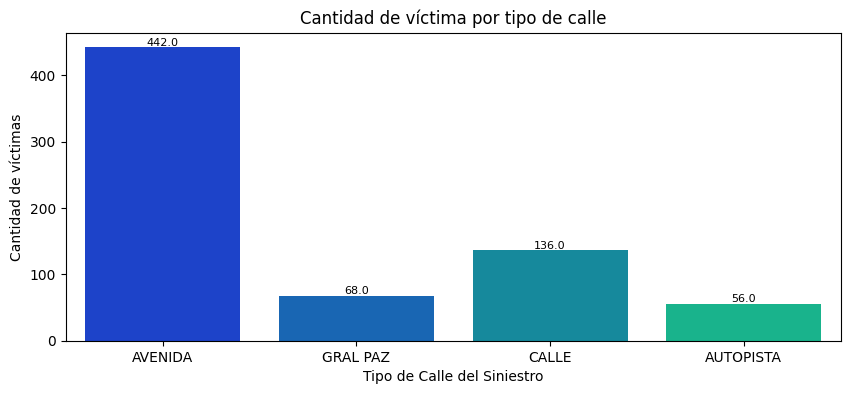 Cantidad de víctima por tipo de calle
Cantidad de víctimas
400
300
200
100
0
442.0
68.0
136.0
56.0
AVENIDA
GRAL PAZ
CALLE
AUTOPISTA
Tipo de Calle del Siniestro